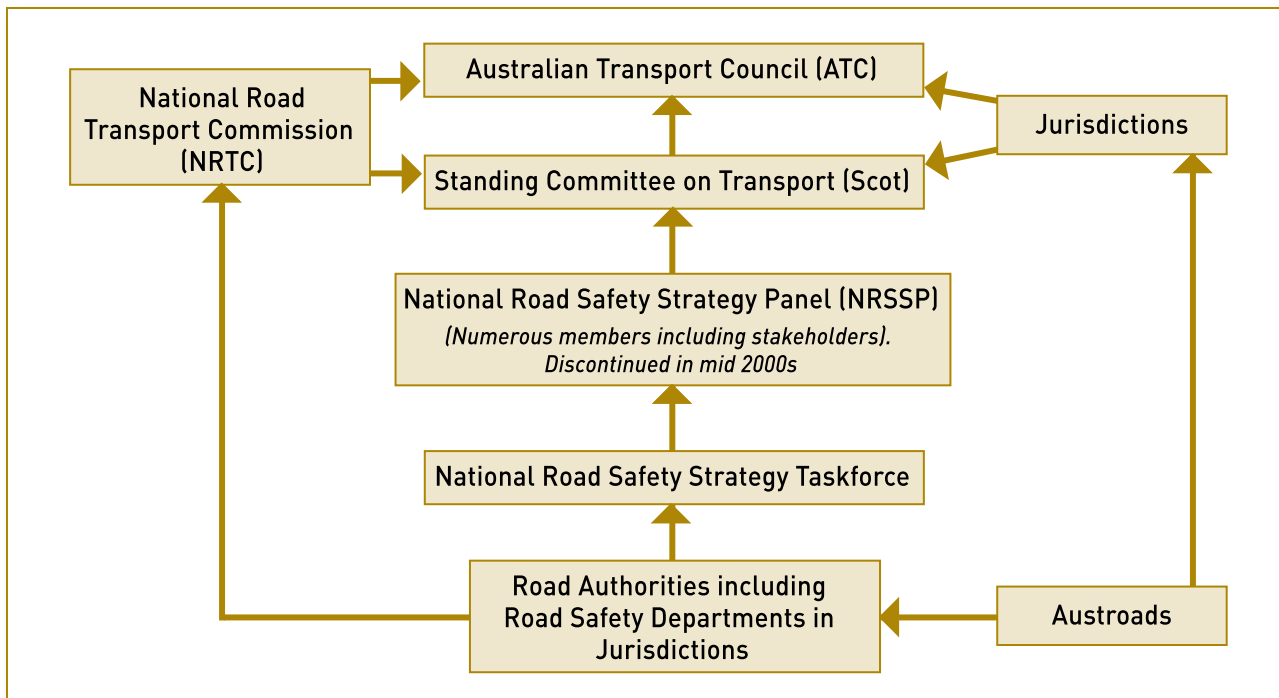 Australian Transport Council (ATC)
National Road
Transport Commission
(NRTC)
Jurisdictions
Standing Committee on Transport (Scot)
National Road Safety Strategy Panel (NRSSP)
(Numerous members including stakeholders).
Discontinued in mid 2000s
National Road Safety Strategy Taskforce
Road Authorities including
Road Safety Departments in
Jurisdictions
Austroads